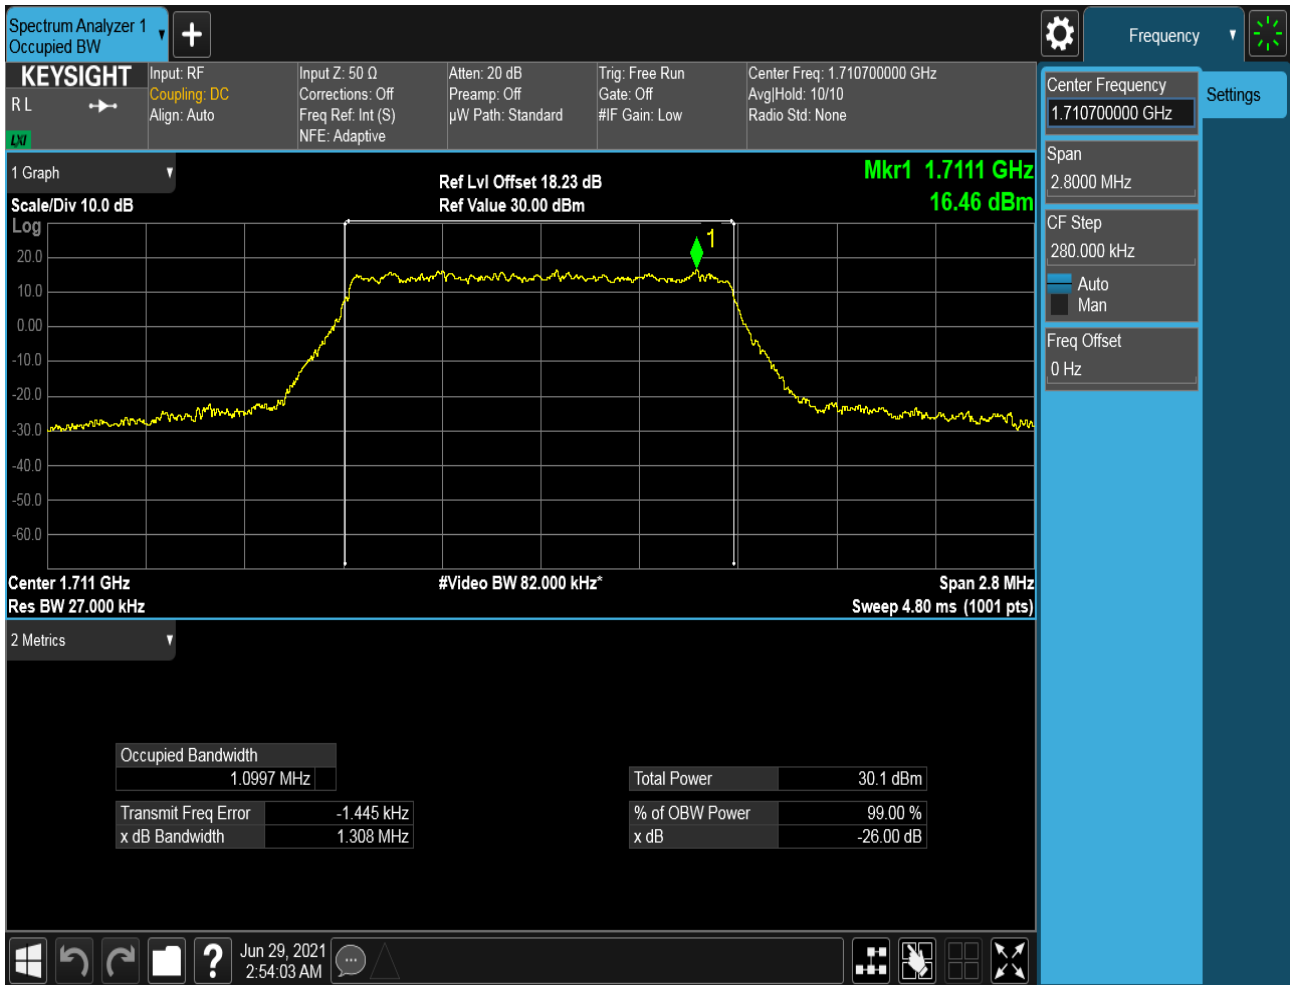 Spectrum Analyzer 1
Occupied BW
+
Frequency
KEYSIGHT
R L
LXI
Input: RF
Coupling: DC
Align: Auto
Input Z: 50 Ω
Corrections: Off
Freq Ref: Int (S)
NFE: Adaptive
Atten: 20 dB
Preamp: Off
µW Path: Standard
Trig: Free Run
Gate: Off
#IF Gain: Low
Center Freq: 1.710700000 GHz
Avg|Hold: 10/10
Radio Std: None
Center Frequency
1.710700000 GHz
Settings
Span
2.8000 MHz
CF Step
280.000 kHz
Auto
Man
Freq Offset
0 Hz
1 Graph
Scale/Div 10.0 dB
Ref Lvl Offset 18.23 dB
Ref Value 30.00 dBm
Mkr1 1.7111 GHz
16.46 dBm
Log
1
20.0
10.0
0.00
-10.0
-20.0
-30.0
-40.0
-50.0
-60.0
Center 1.711 GHz
Res BW 27.000 kHz
#Video BW 82.000 kHz*
Span 2.8 MHz
Sweep 4.80 ms (1001 pts)
2 Metrics
Occupied Bandwidth
1.0997 MHz
Transmit Freq Error -1.445 kHz
x dB Bandwidth 1.308 MHz
Total Power 30.1 dBm
% of OBW Power 99.00 %
x dB -26.00 dB
?
Jun 29, 2021
2:54:03 AM